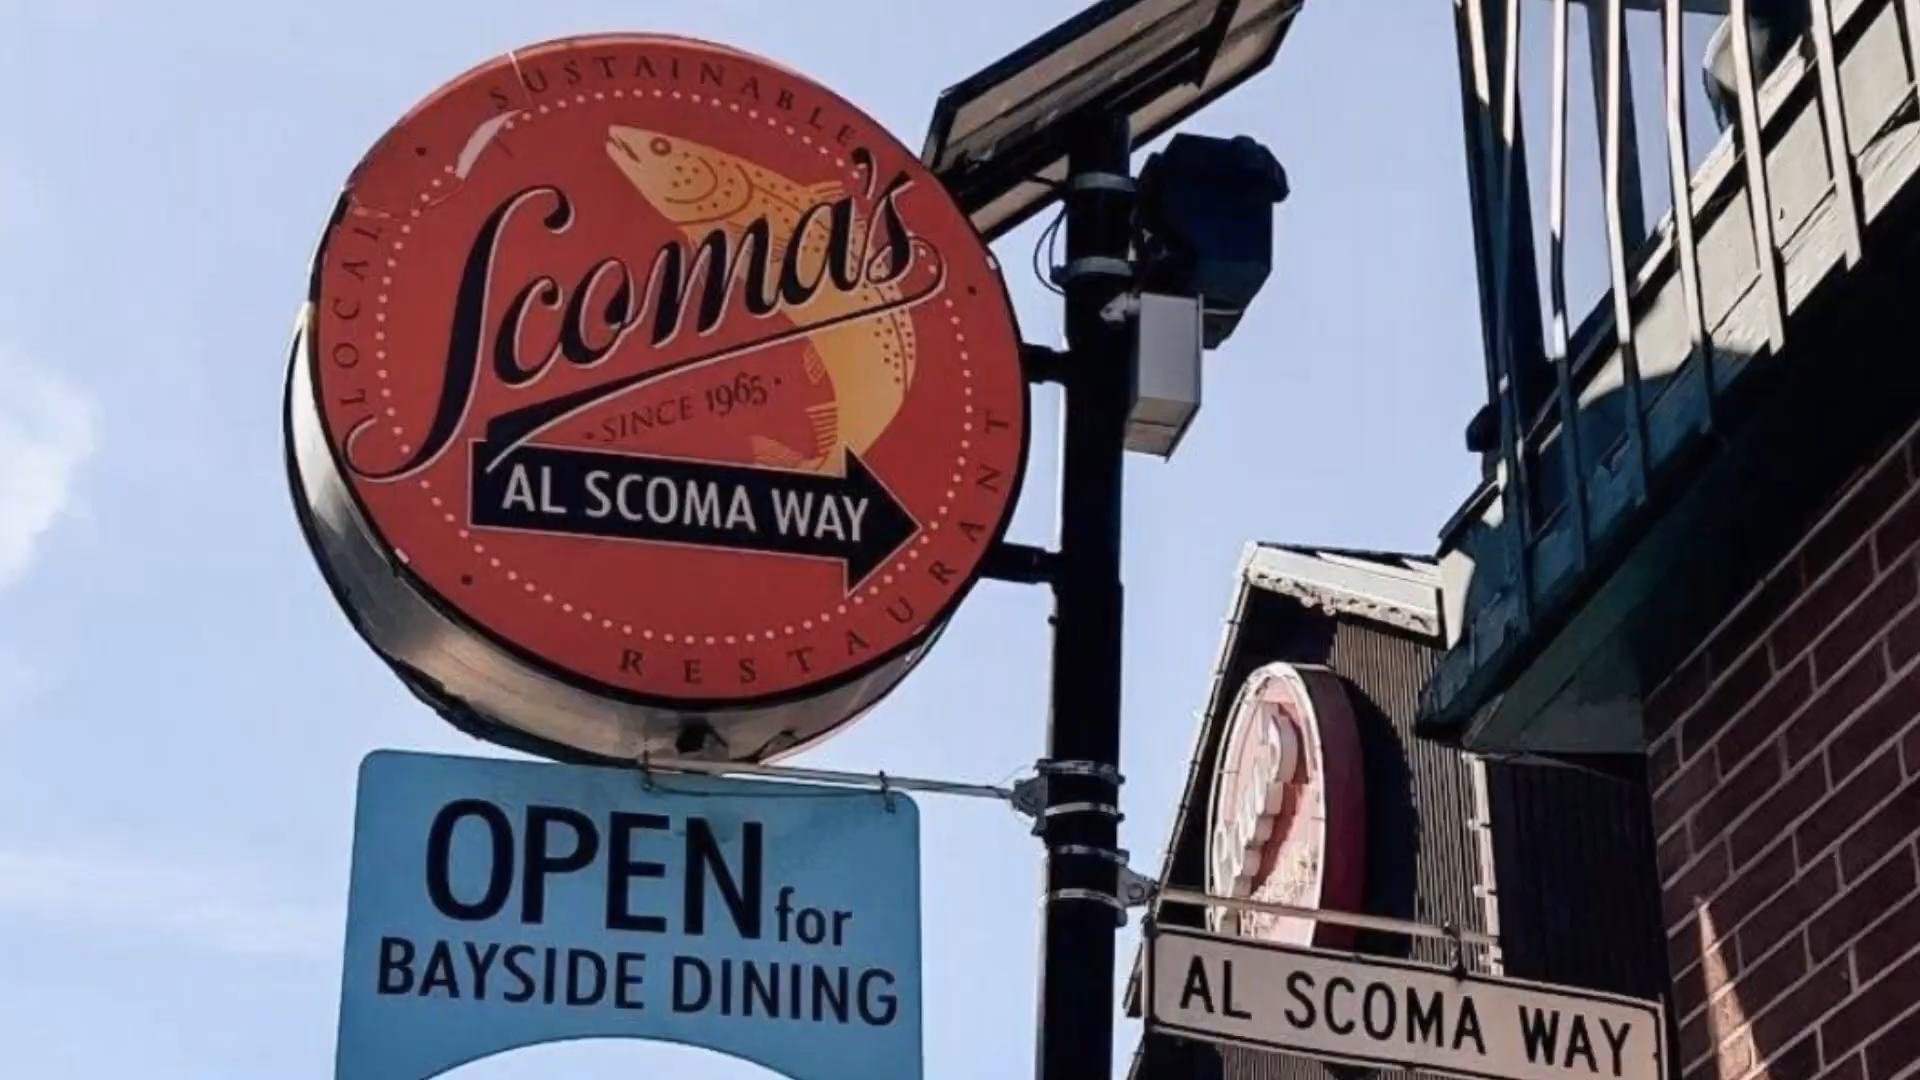 LOCAL • SUSTAINABLE • RESTAURANT •
Scoma's
• SINCE 1965 •
AL SCOMA WAY
OPEN for
BAYSIDE DINING
AL SCOMA WAY